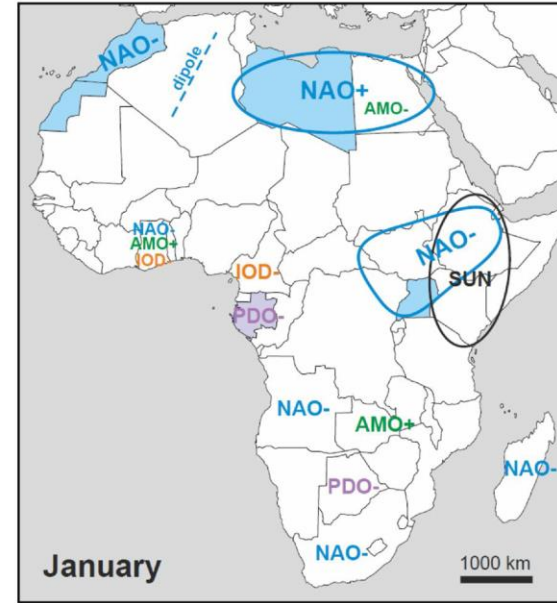 NAO-
dipole
NAO+
AMO-
NAO-
AMO+
IOD-
NAO-
SUN
IOD-
PDO-
NAO-
AMO+
NAO-
PDO-
NAO-
January
1000 km